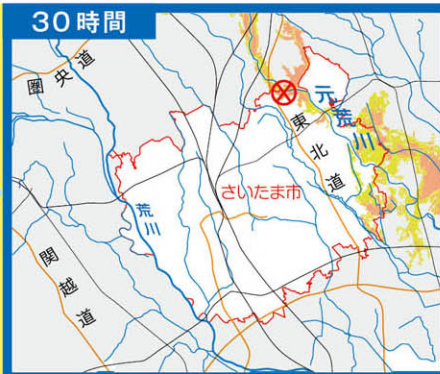 30時間
圏央道
元荒川
東北道
さいたま市
荒川
関越道